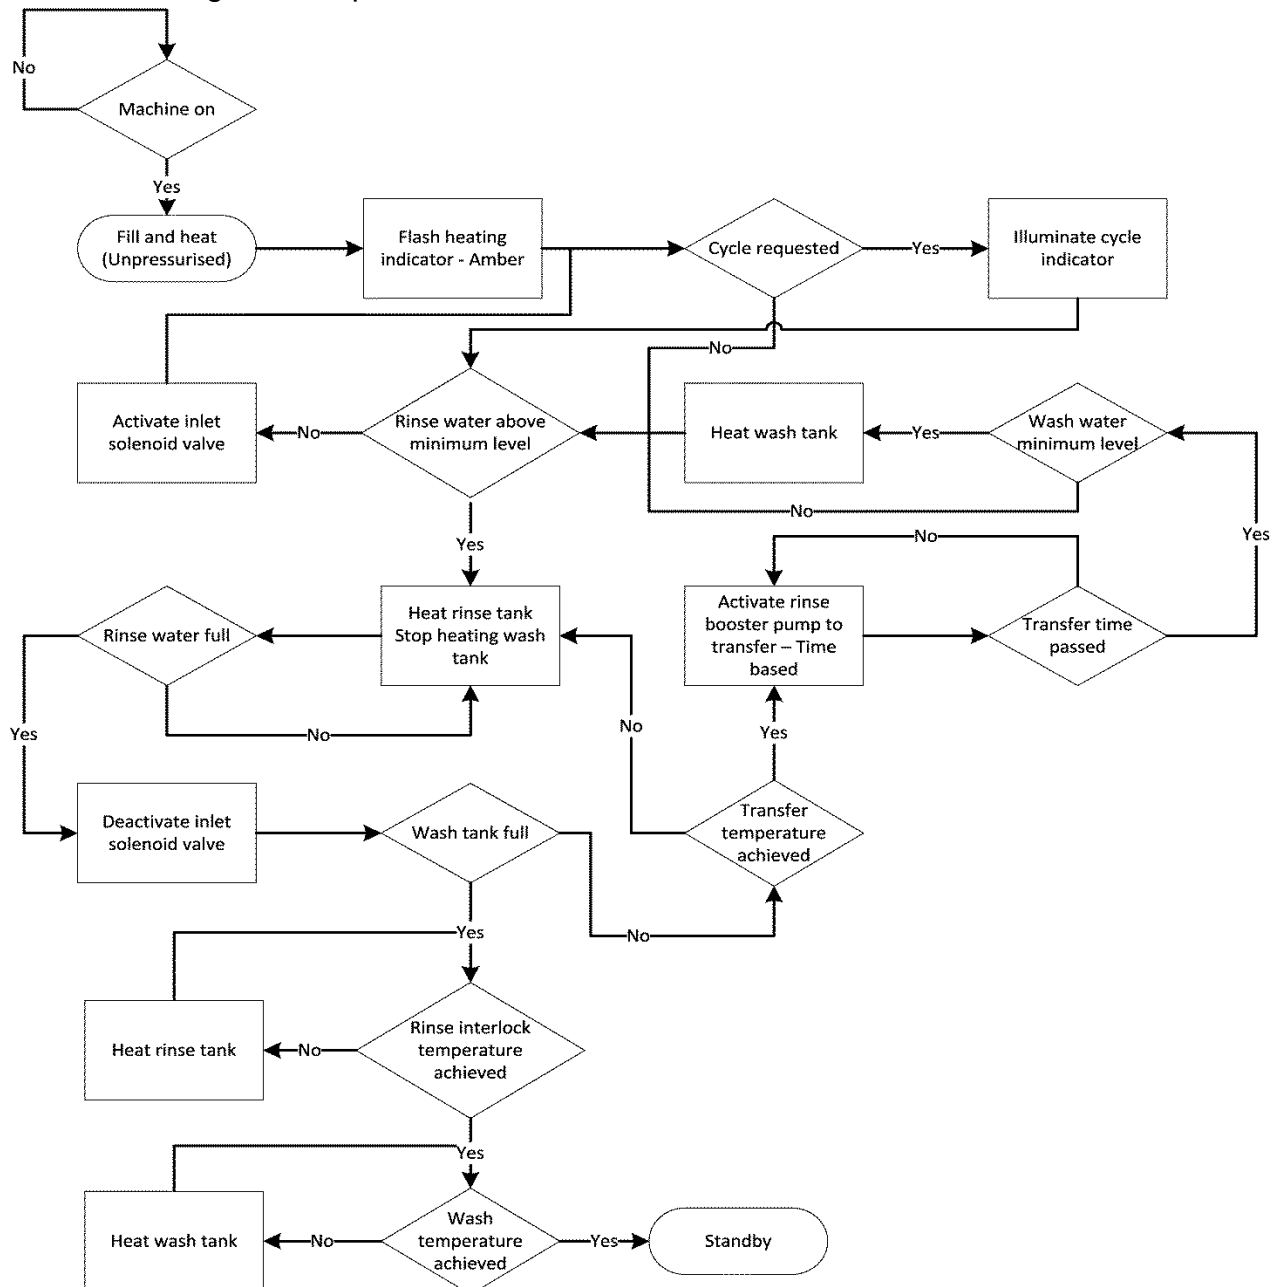 No
Machine on
Yes
Fill and heat
(Unpressurised)
Flash heating
indicator - Amber
Cycle requested
Yes
Illuminate cycle
indicator
No
Activate inlet
solenoid valve
No
Rinse water above
minimum level
Heat wash tank
Yes
Wash water
minimum level
No
Yes
No
Yes
Rinse water full
Heat rinse tank
Stop heating wash
tank
Activate rinse
booster pump to
transfer – Time
based
Transfer time
passed
No
Yes
No
Yes
Deactivate inlet
solenoid valve
Wash tank full
Transfer
temperature
achieved
Yes
No
Heat rinse tank
No
Rinse interlock
temperature
achieved
Yes
Heat wash tank
No
Wash
temperature
achieved
Yes
Standby